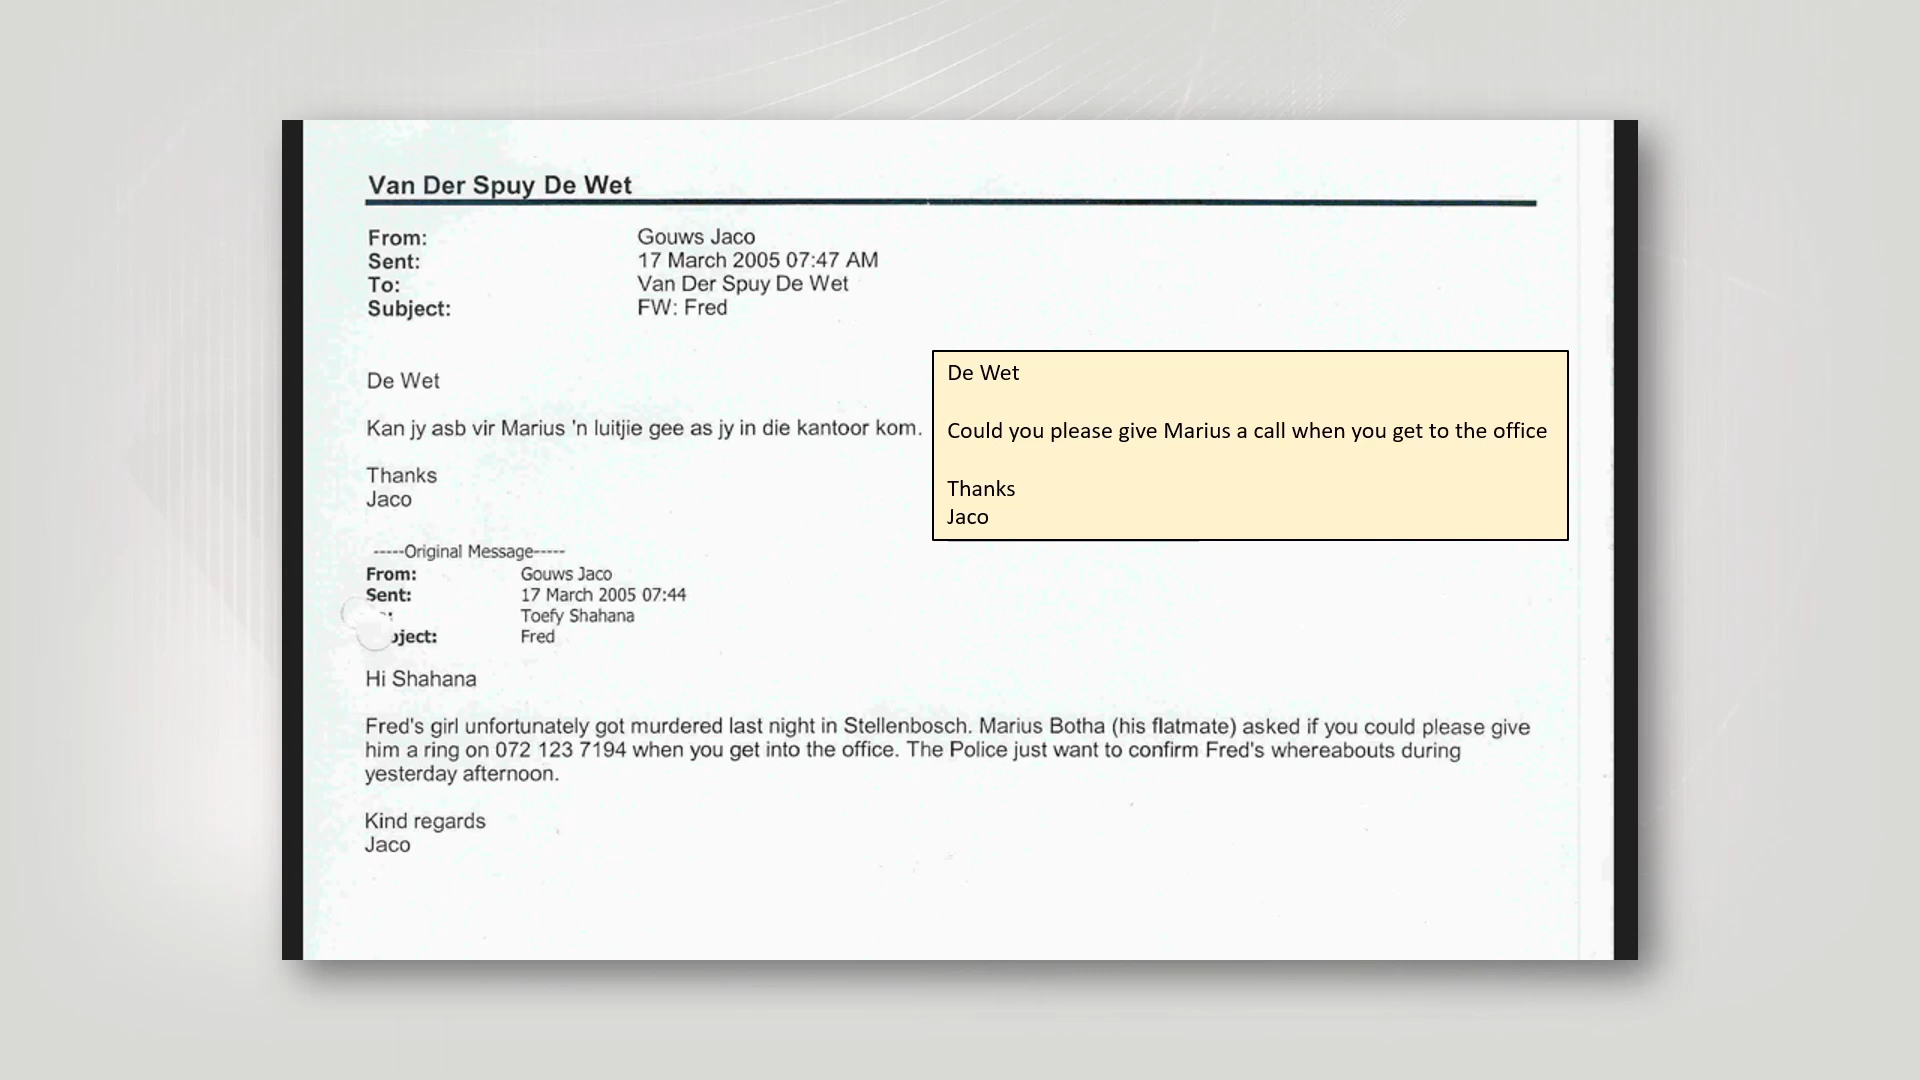 Van Der Spuy De Wet
From: Gouws Jaco
Sent: 17 March 2005 07:47 AM
To: Van Der Spuy De Wet
Subject: FW: Fred
De Wet
Kan jy asb vir Marius 'n luitjie gee as jy in die kantoor kom.
Thanks
Jaco
De Wet
Could you please give Marius a call when you get to the office
Thanks
Jaco
-----Original Message-----
From: Gouws Jaco
Sent: 17 March 2005 07:44
Toefy Shahana
bject: Fred
Hi Shahana
Fred's girl unfortunately got murdered last night in Stellenbosch. Marius Botha (his flatmate) asked if you could please give
him a ring on 072 123 7194 when you get into the office. The Police just want to confirm Fred's whereabouts during
yesterday afternoon.
Kind regards
Jaco